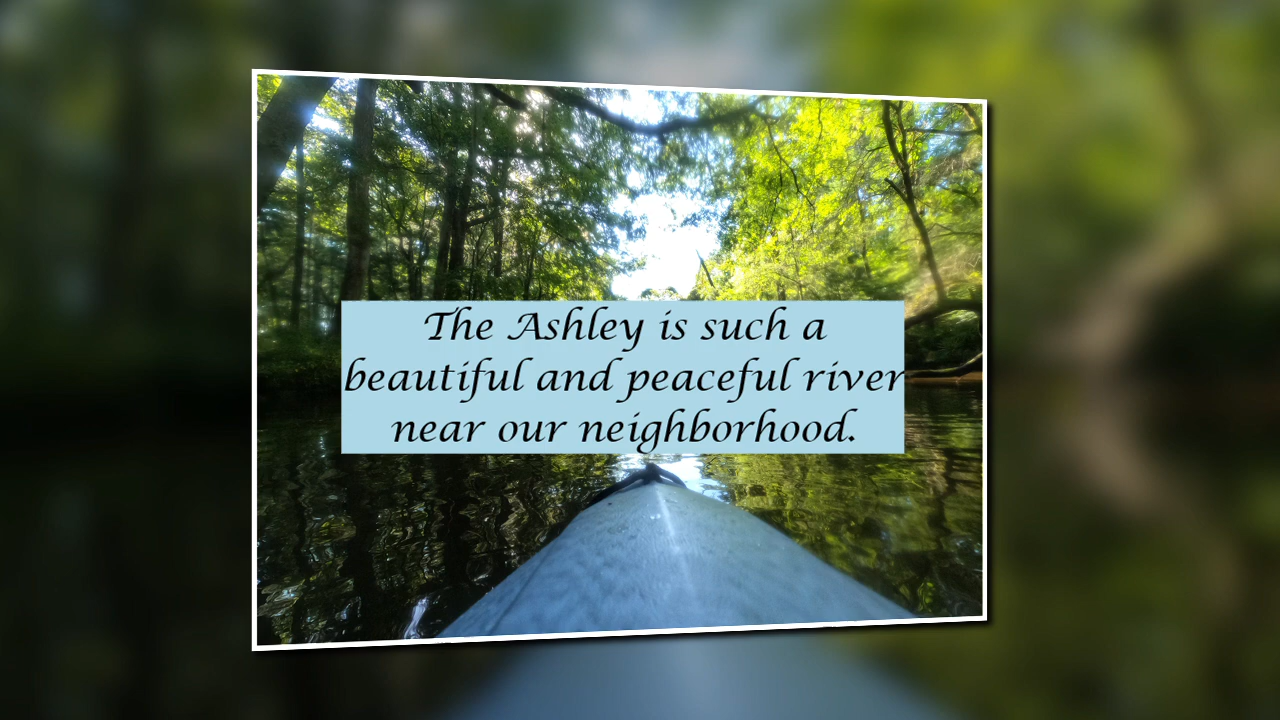 The Ashley is such a
beautiful and peaceful river
near our neighborhood.